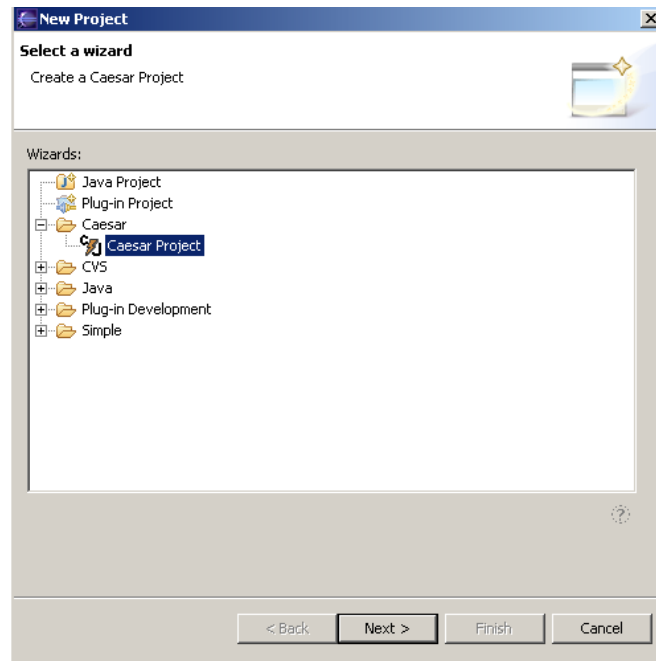 New Project
Select a wizard
Create a Caesar Project
Wizards:
Java Project
Plug-in Project
Caesar
Caesar Project
CVS
Java
Plug-in Development
Simple
< Back Next > Finish Cancel